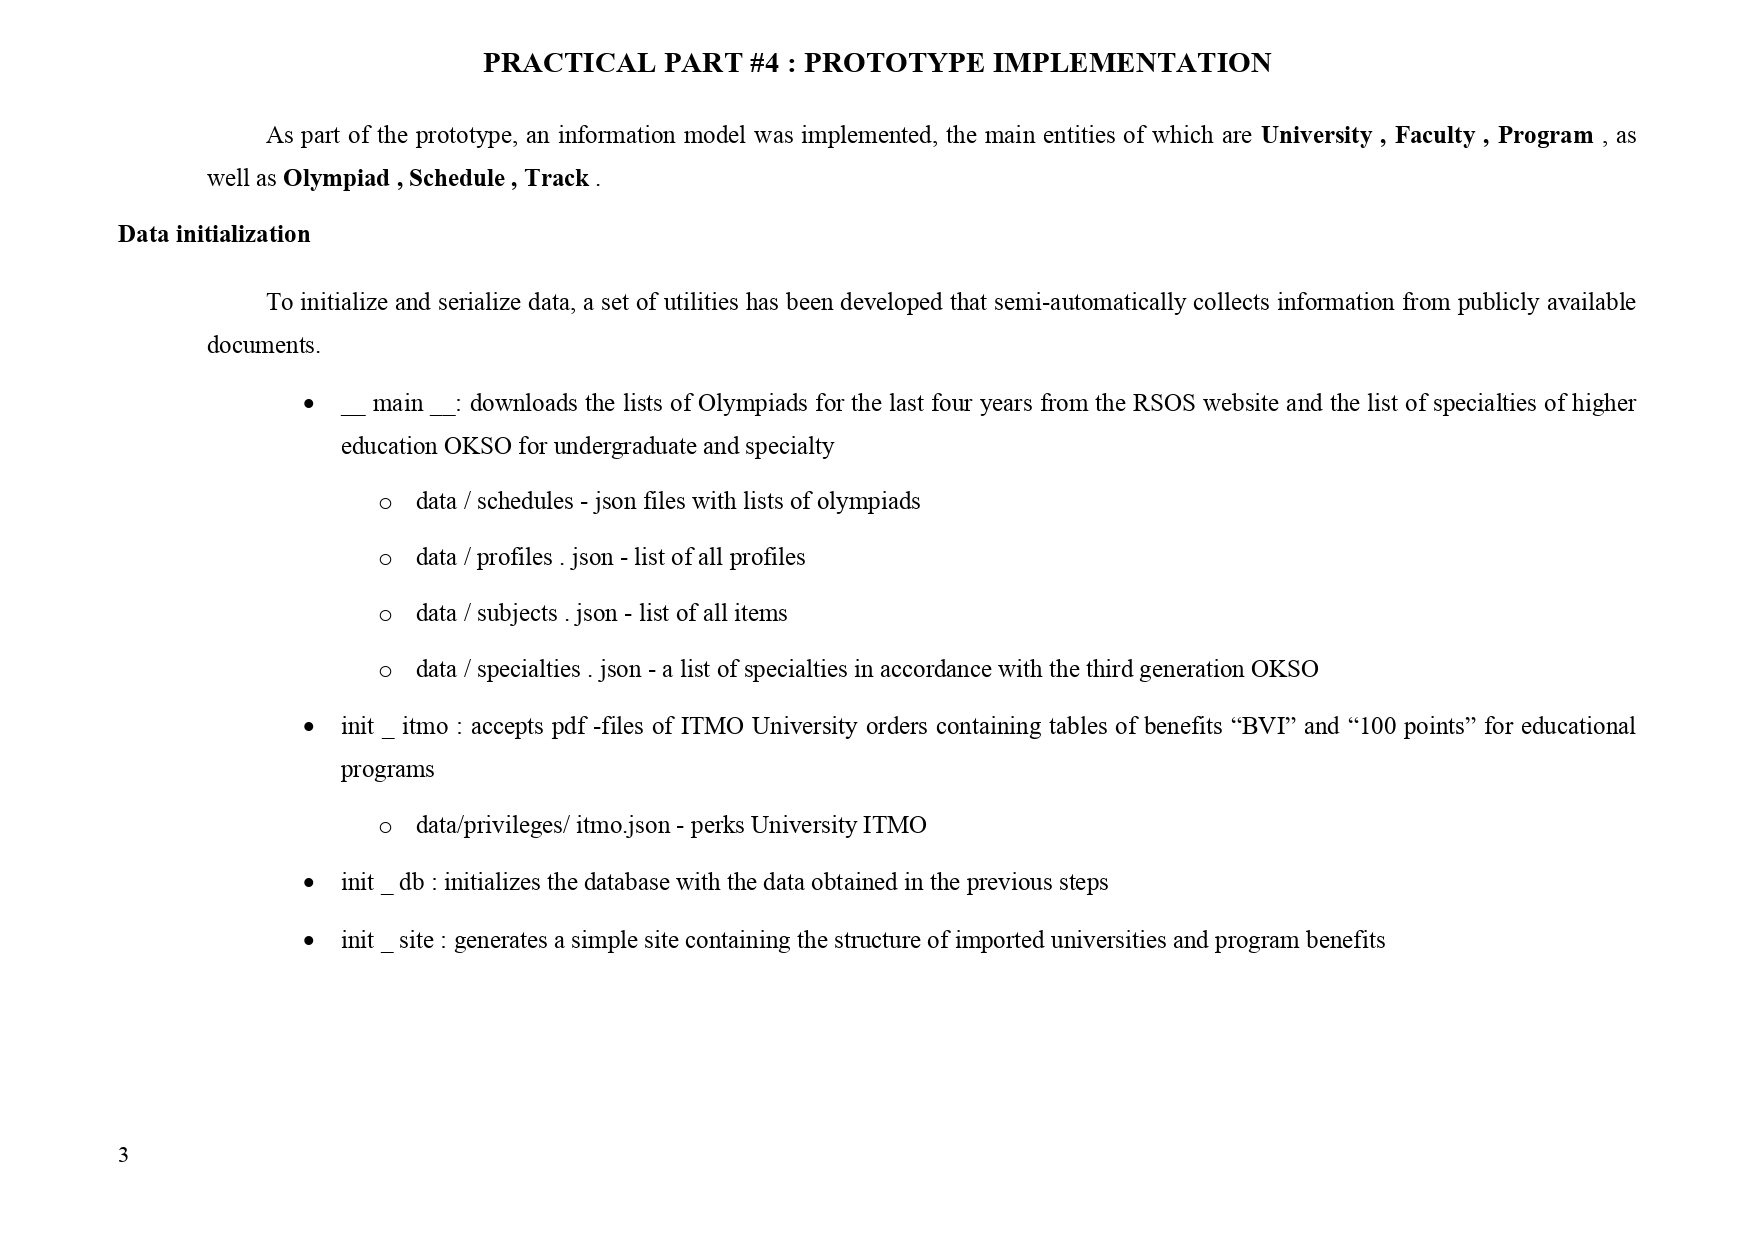 PRACTICAL PART #4 : PROTOTYPE IMPLEMENTATION
As part of the prototype, an information model was implemented, the main entities of which are University , Faculty , Program , as
well as Olympiad , Schedule , Track .
Data initialization
To initialize and serialize data, a set of utilities has been developed that semi-automatically collects information from publicly available
documents.
• __ main __: downloads the lists of Olympiads for the last four years from the RSOS website and the list of specialties of higher
education OKSO for undergraduate and specialty
o data / schedules - json files with lists of olympiads
o data / profiles . json - list of all profiles
o data / subjects . json - list of all items
o data / specialties . json - a list of specialties in accordance with the third generation OKSO
• init _ itmo : accepts pdf -files of ITMO University orders containing tables of benefits “BVI” and “100 points” for educational
programs
o data/privileges/ itmo.json - perks University ITMO
• init _ db : initializes the database with the data obtained in the previous steps
• init _ site : generates a simple site containing the structure of imported universities and program benefits
3